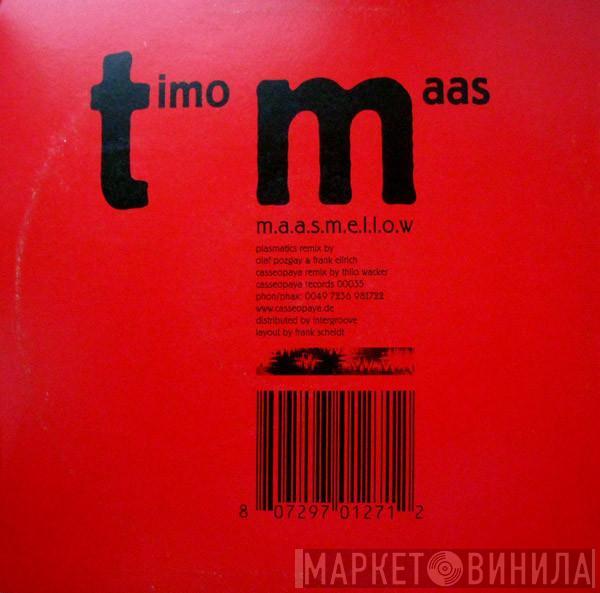 timo maas
m.a.a.s.m.e.l.l.o.w
plasmatics remix by
olaf pozgay & frank ellrich
casseopaya remix by thilo wacker
casseopaya records 00035
phon/phax: 0049 7236 981722
www.casseopaya.de
distributed by intergroove
layout by frank scheidt
8 07297 01271 2
МАРКЕТ ВИНИЛА